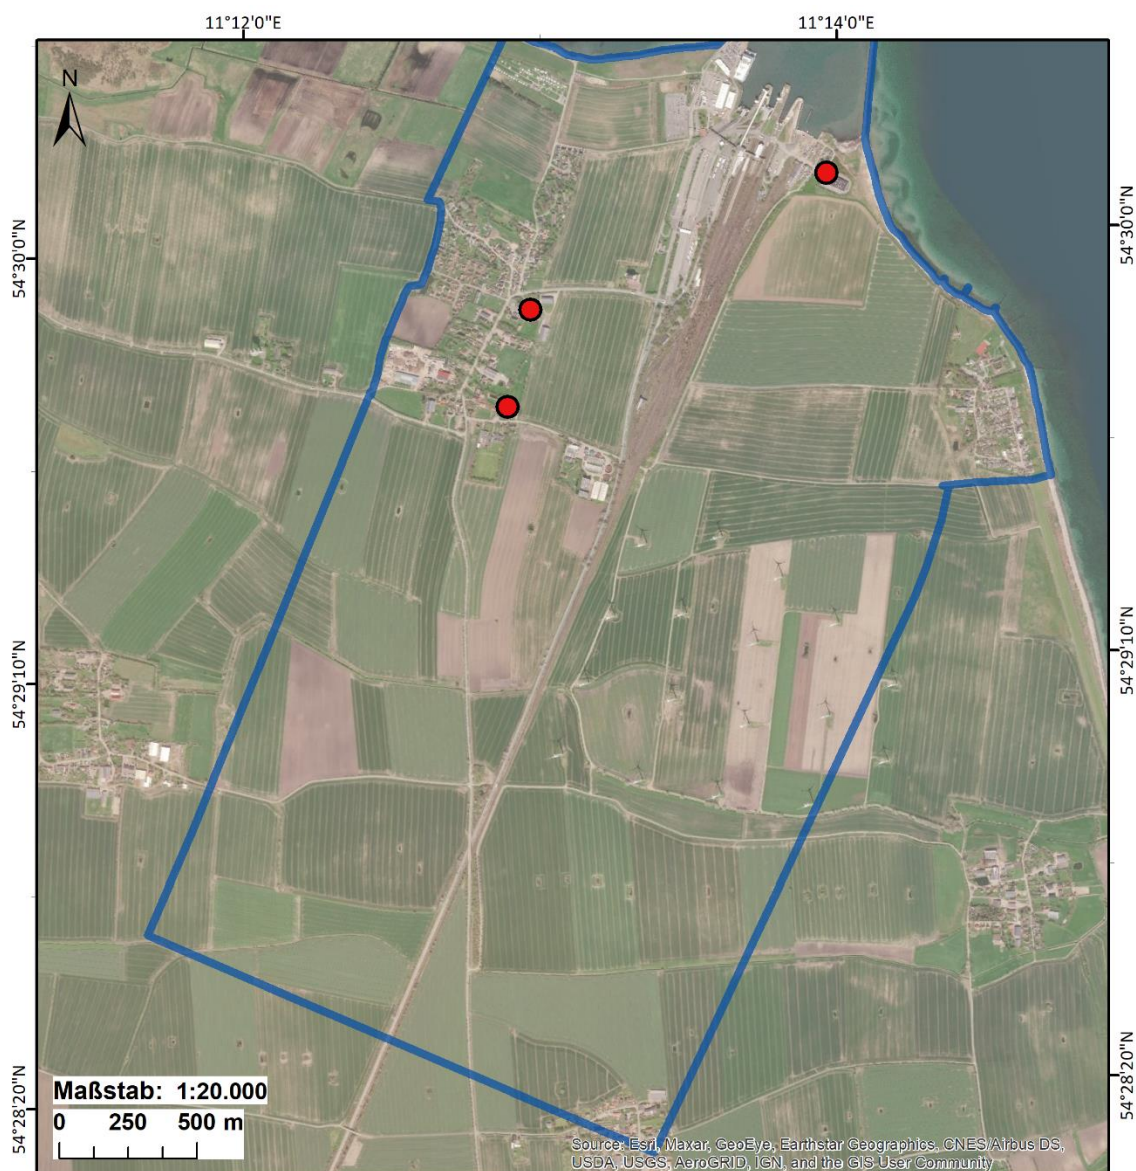 11°12'0"E 11°14'0"E
N
54°30'0"N 54°30'0"N
54°29'10"N 54°29'10"N
54°28'20"N 54°28'20"N
Maßstab: 1:20.000
0 250 500 m
Source: Esri, Maxar, GeoEye, Earthstar Geographics, CNES/Airbus DS,
USDA, USGS, AeroGRID, IGN, and the GIS User Community